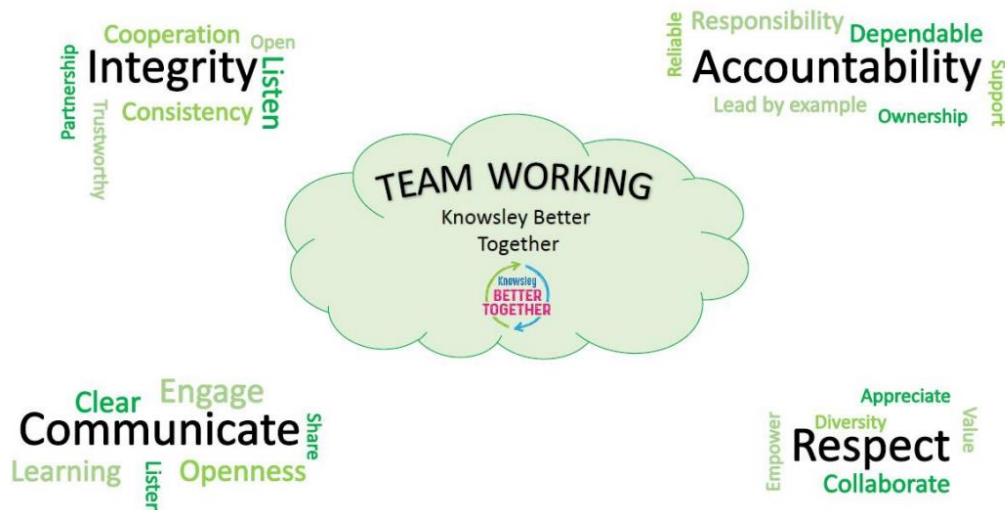 Cooperation
Open
Integrity
Listen
Partnership
Consistency
Trustworthy
Responsibility
Reliable
Dependable
Accountability
Support
Lead by example
Ownership
TEAM WORKING
Knowsley Better
Together
Knowsley
BETTER
TOGETHER
Engage
Clear
Communicate
Share
Learning
Listen
Openness
Appreciate
Diversity
Value
Empower
Respect
Collaborate